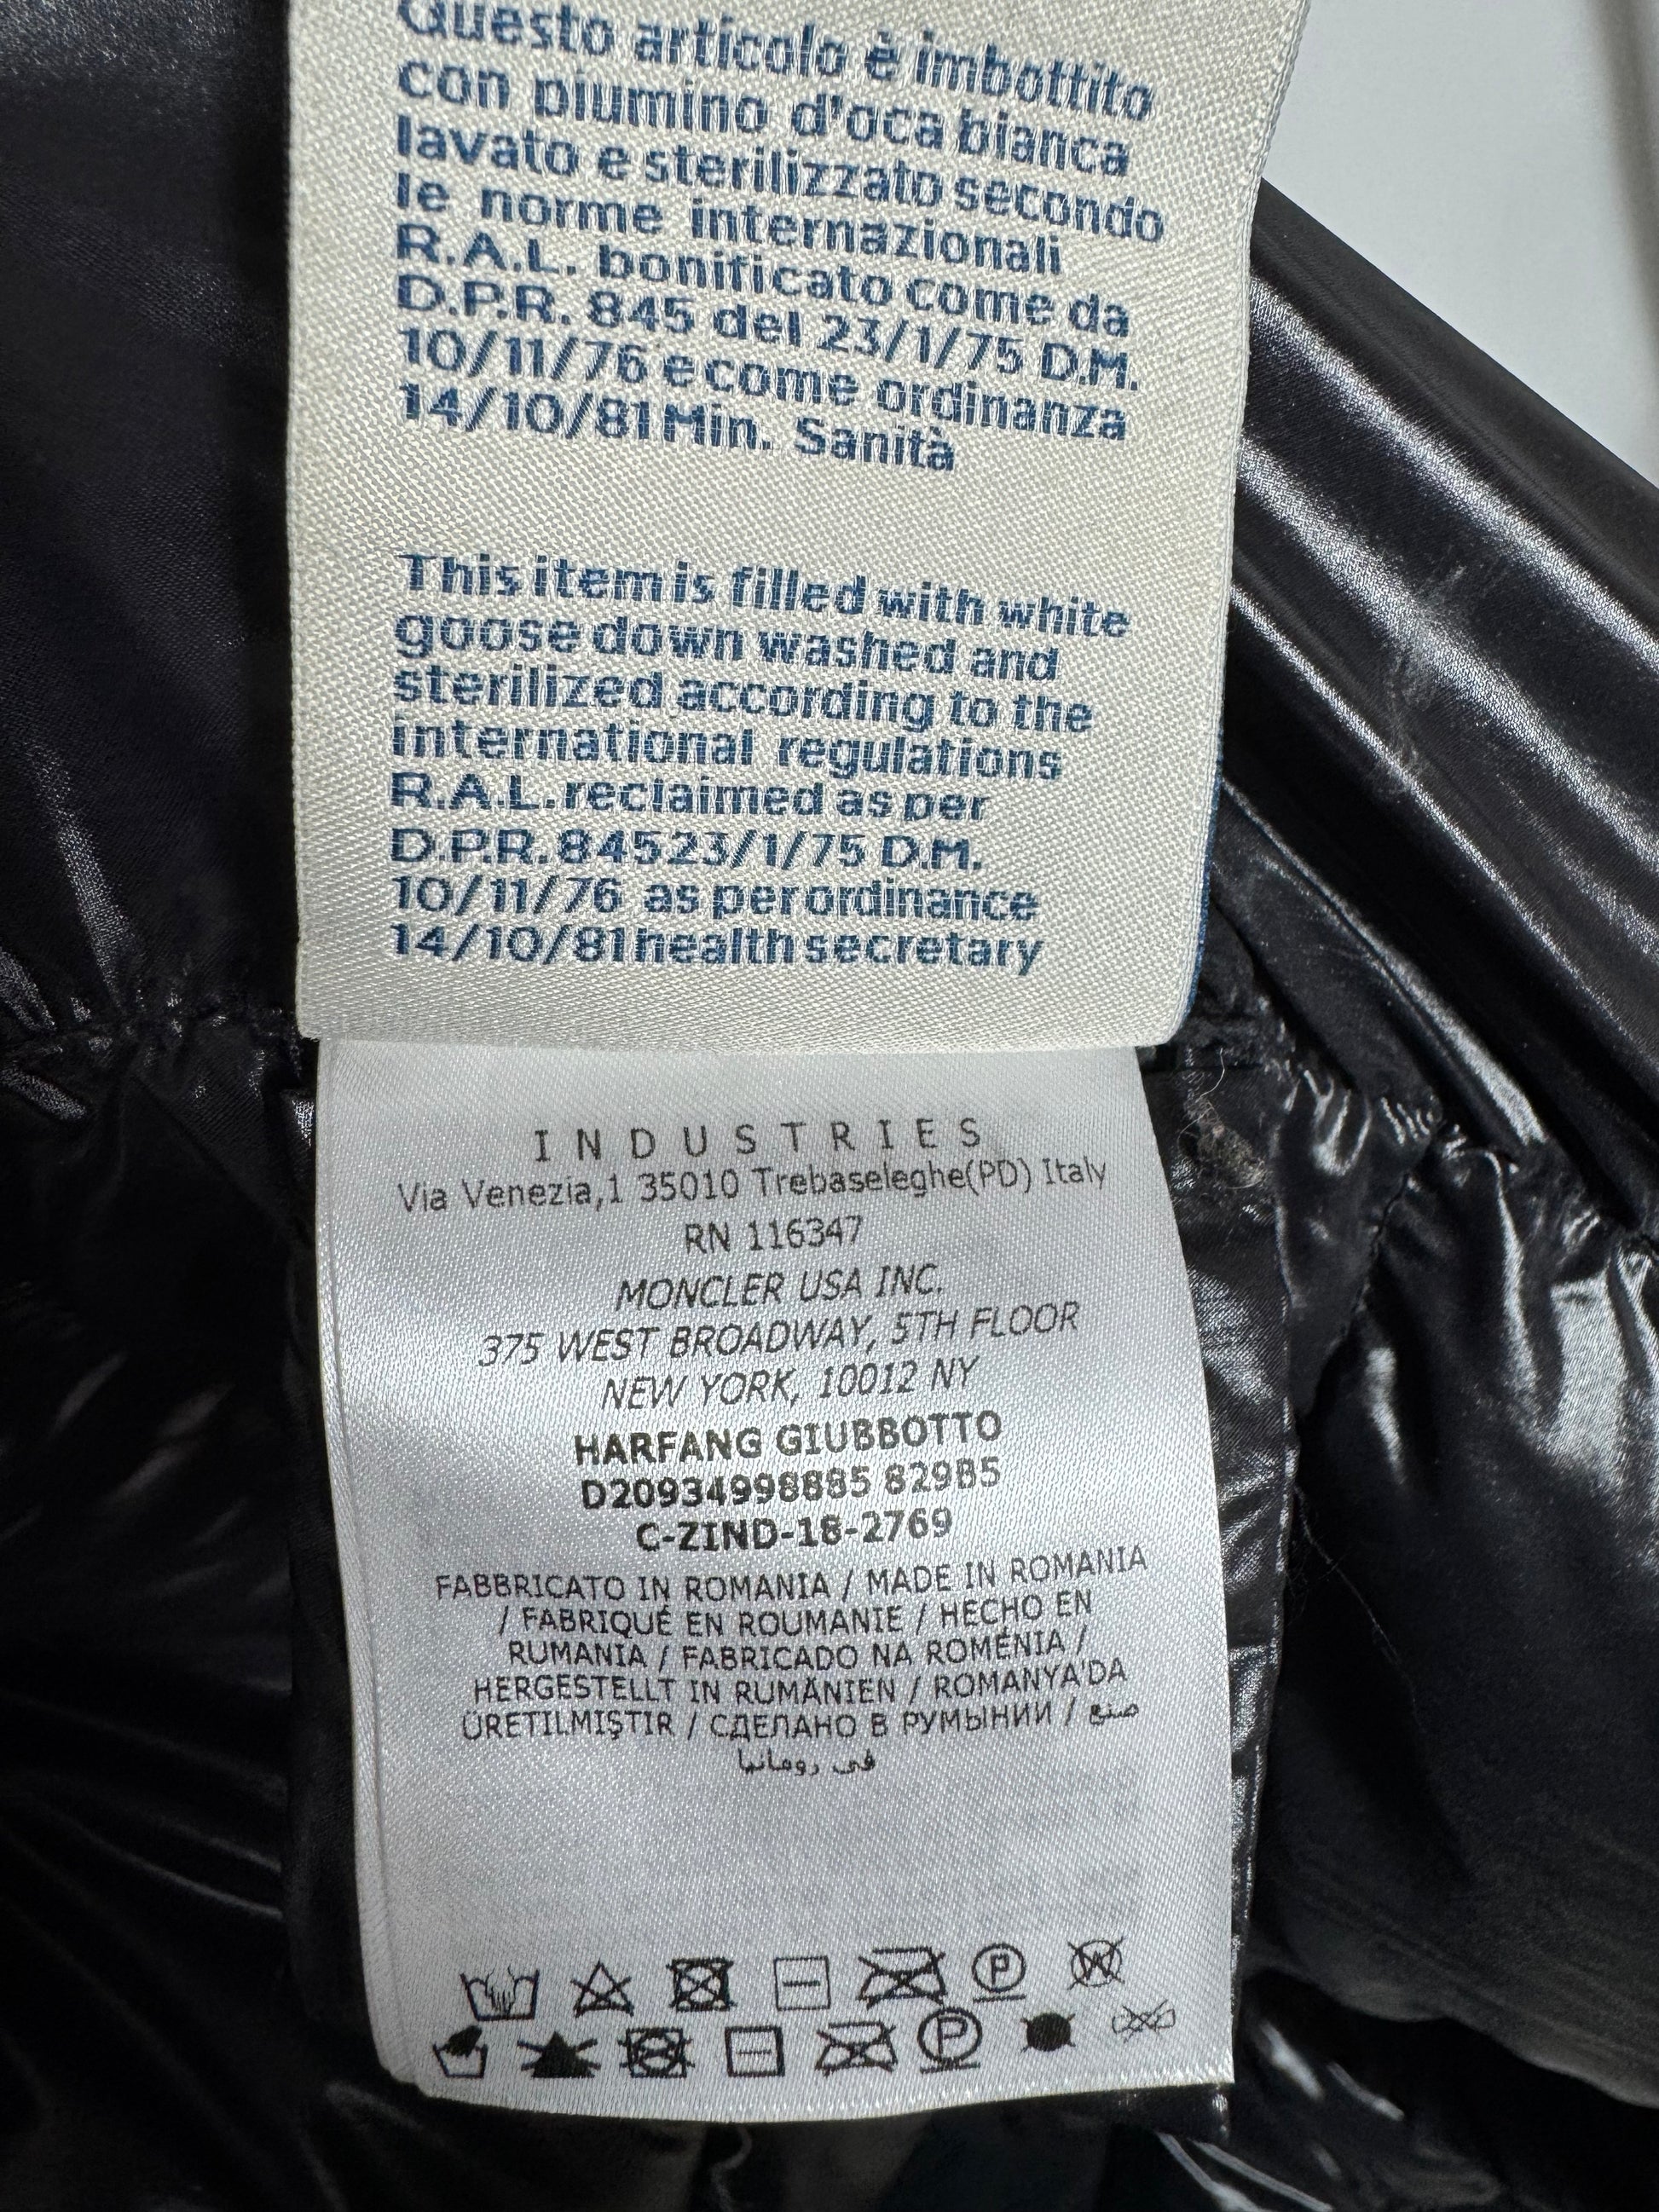 Questo articolo è imbottito
con piumino d'oca bianca
lavato e sterilizzato secondo
le norme internazionali
R.A.L. bonificato come da
D.P.R. 845 del 23/1/75 D.M.
10/11/76 e come ordinanza
14/10/81 Min. Sanità
This item is filled with white
goose down washed and
sterilized according to the
international regulations
R.A.L. reclaimed as per
D.P.R. 845 23/1/75 D.M.
10/11/76 as per ordinance
14/10/81 health secretary
INDUSTRIES
Via Venezia,1 35010 Trebaseleghe(PD) Italy
RN 116347
MONCLER USA INC.
375 WEST BROADWAY, 5TH FLOOR
NEW YORK, 10012 NY
HARFANG GIUBBOTTO
D20934998885 829B5
C-ZIND-18-2769
FABBRICATO IN ROMANIA / MADE IN ROMANIA
/ FABRIQUÉ EN ROUMANIE / HECHO EN
RUMANIA / FABRICADO NA ROMÉNIA /
HERGESTELLT IN RUMÄNIEN / ROMANYA'DA
ÜRETILMIŞTIR / СДЕЛАНО В РУМЫНИИ / صنع
في رومانيا
P W
P